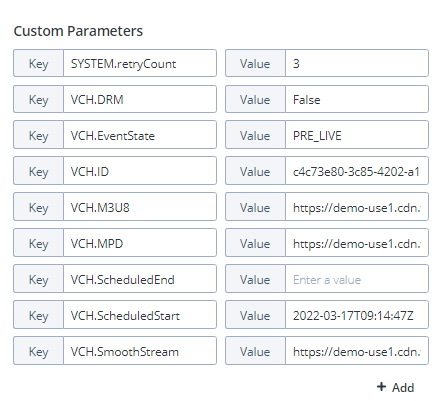 Custom Parameters
Key SYSTEM.retryCount Value 3
Key VCH.DRM Value False
Key VCH.EventState Value PRE_LIVE
Key VCH.ID Value c4c73e80-3c85-4202-a1
Key VCH.M3U8 Value https://demo-use1.cdn.
Key VCH.MPD Value https://demo-use1.cdn.
Key VCH.ScheduledEnd Value Enter a value
Key VCH.ScheduledStart Value 2022-03-17T09:14:47Z
Key VCH.SmoothStream Value https://demo-use1.cdn.
+ Add